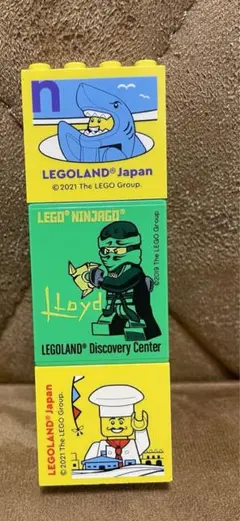 n
LEGOLAND® Japan
© 2021 The LEGO Group.
LEGO® NINJAGO®
Lloyd
©2019 The LEGO Group.
LEGOLAND® Discovery Center
LEGOLAND® Japan
© 2021 The LEGO Group.